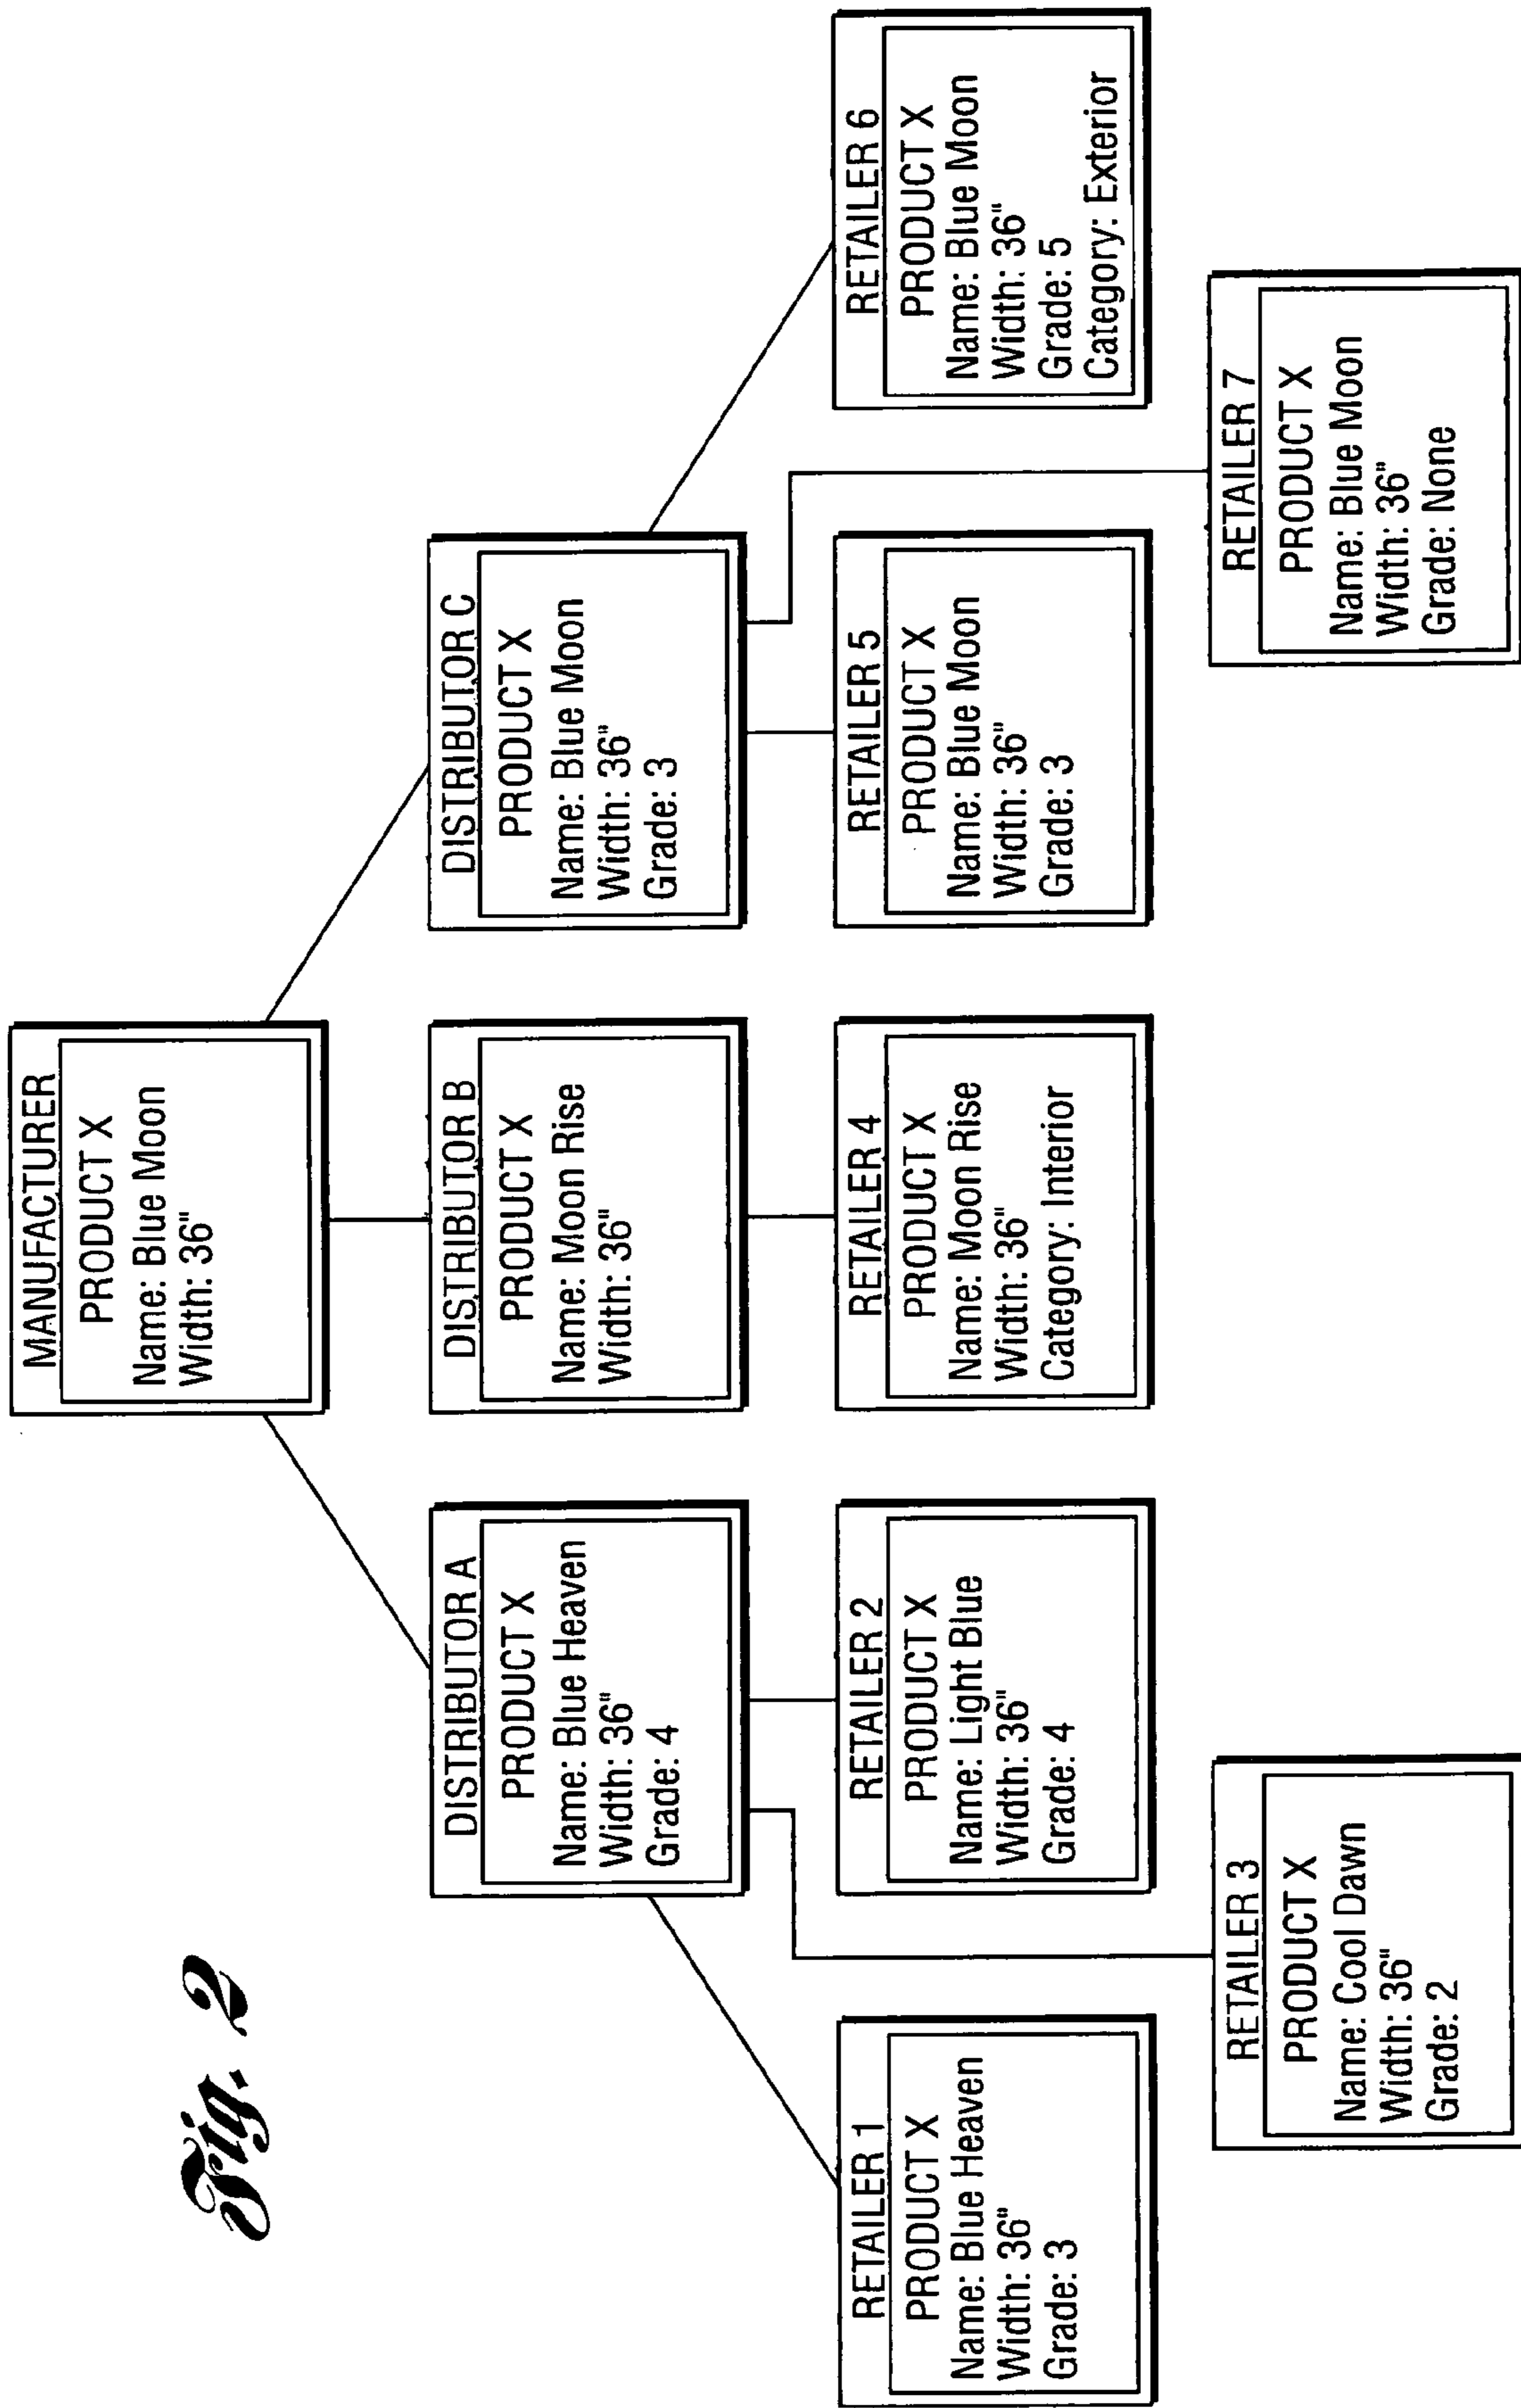 Fig. 2
MANUFACTURER
PRODUCT X
Name: Blue Moon
Width: 36"
DISTRIBUTOR A
PRODUCT X
Name: Blue Heaven
Width: 36"
Grade: 4
DISTRIBUTOR B
PRODUCT X
Name: Moon Rise
Width: 36"
DISTRIBUTOR C
PRODUCT X
Name: Blue Moon
Width: 36"
Grade: 3
RETAILER 1
PRODUCT X
Name: Blue Heaven
Width: 36"
Grade: 3
RETAILER 2
PRODUCT X
Name: Light Blue
Width: 36"
Grade: 4
RETAILER 4
PRODUCT X
Name: Moon Rise
Width: 36"
Category: Interior
RETAILER 5
PRODUCT X
Name: Blue Moon
Width: 36"
Grade: 3
RETAILER 6
PRODUCT X
Name: Blue Moon
Width: 36"
Grade: 5
Category: Exterior
RETAILER 3
PRODUCT X
Name: Cool Dawn
Width: 36"
Grade: 2
RETAILER 7
PRODUCT X
Name: Blue Moon
Width: 36"
Grade: None